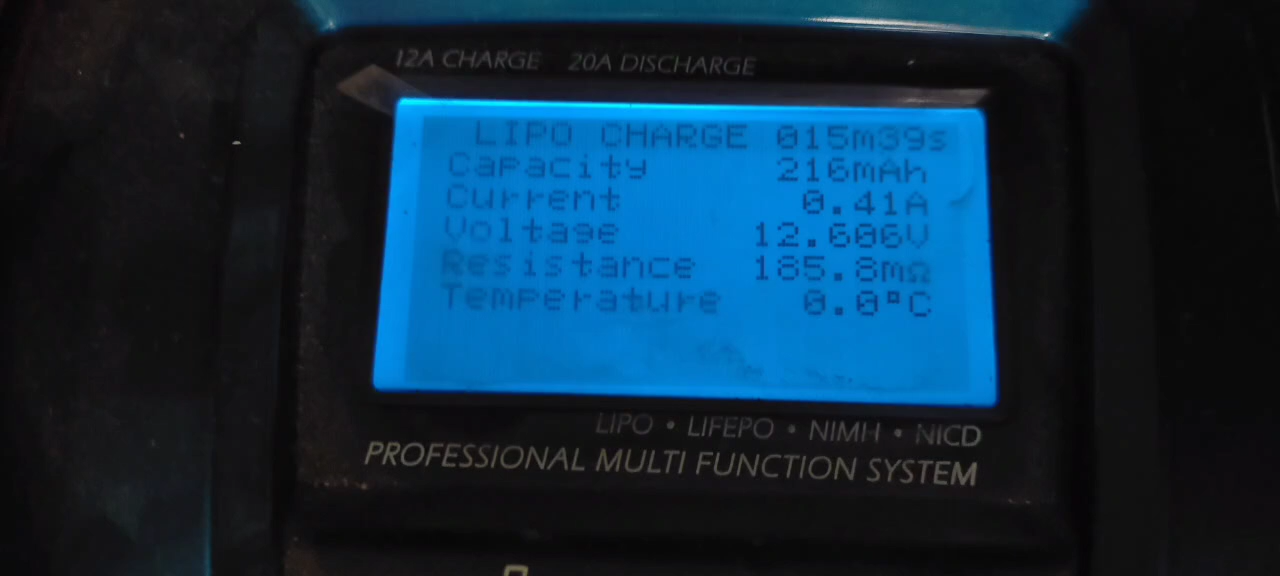 12A CHARGE 20A DISCHARGE
LIPO CHARGE 015m39s
Capacity 216mAh
Current 0.41A
Voltage 12.606V
Resistance 185.8mΩ
Temperature 0.0°C
LIPO • LIFEPO • NIMH • NICD
PROFESSIONAL MULTI FUNCTION SYSTEM